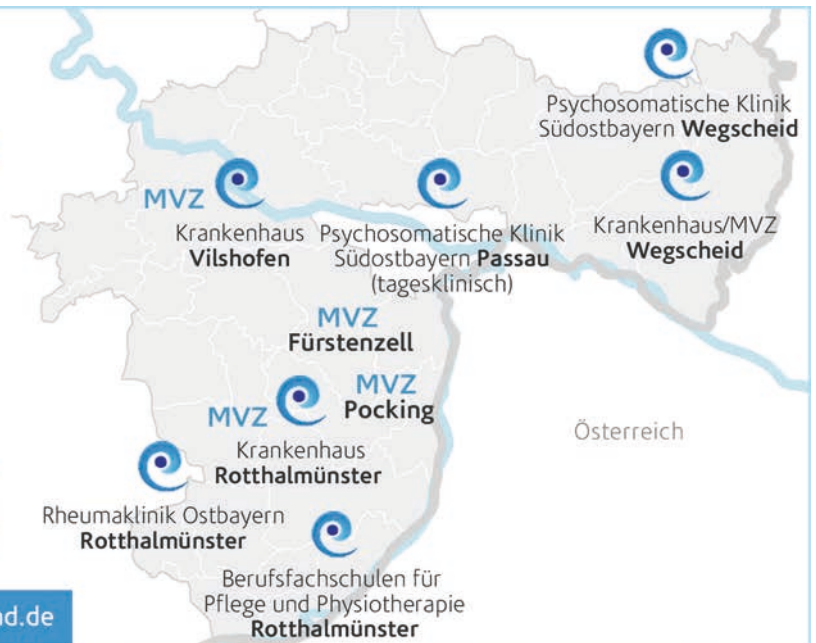 Psychosomatische Klinik
Südostbayern Wegscheid
MVZ
Krankenhaus
Vilshofen
Psychosomatische Klinik
Südostbayern Passau
(tagesklinisch)
Krankenhaus/MVZ
Wegscheid
MVZ
Fürstenzell
MVZ
Pocking
MVZ
Krankenhaus
Rotthalmünster
Österreich
Rheumaklinik Ostbayern
Rotthalmünster
Berufsfachschulen für
Pflege und Physiotherapie
Rotthalmünster